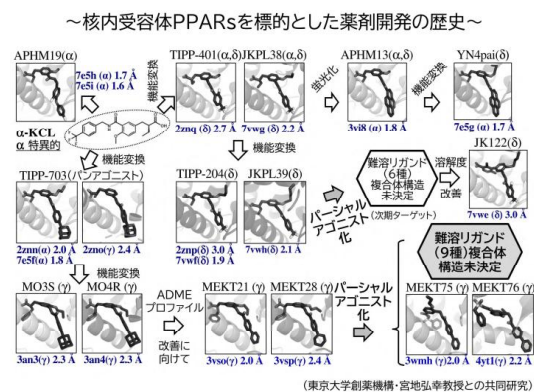 ~核内受容体PPARsを標的とした薬剤開発の歴史~
APHM19(α)
7e5h (α) 1.7 Å
7e5i (α) 1.6 Å
機能変換
TIPP-401(α,δ)
JKPL38(α,δ)
2znq (δ) 2.7 Å
7vwg (δ) 2.2 Å
蛍光化
APHM13(α,δ)
3vi8 (α) 1.8 Å
機能変換
YN4pai(δ)
7e5g (α) 1.7 Å
α-KCL
α 特異的
機能変換
機能変換
TIPP-703(パンアゴニスト)
2znn(α) 2.0 Å
2zno(γ) 2.4 Å
7e5f(α) 1.8
TIPP-204(δ)
JKPL39(δ)
2znp(δ) 3.0 Å
7vwh(δ) 2.1 Å
7vwf(δ) 1.9 Å
パーシャル
アゴニスト
化
難溶リガンド
(6種)
複合体構造
未決定
(次期ターゲット)
溶解度
改善
JK122(δ)
7vwe (δ) 3.0 Å
機能変換
MO3S (γ)
MO4R (γ)
3an3(γ) 2.3 Å
3an4(γ) 2.3 Å
ADME
プロファイル
改善に
向けて
MEKT21 (γ)
MEKT28 (γ)
3vso(γ) 2.0 Å
3vsp(γ) 2.4 Å
パーシャル
アゴニスト
化
難溶リガンド
(9種)複合体
構造未決定
MEKT75 (γ)
MEKT76 (γ)
3wmh (γ)2.0 Å
4yt1(γ) 2.2 Å
(東京大学創薬機構・宮地弘幸教授との共同研究)